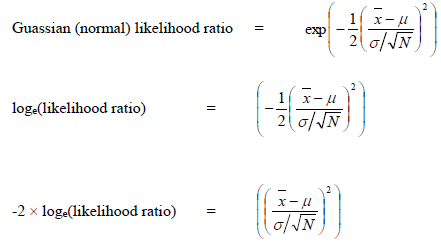 Guassian (normal) likelihood ratio = exp(-1/2((x̄-μ)/(σ/√N))²)
logₑ(likelihood ratio) = (-1/2((x̄-μ)/(σ/√N))²)
-2 × logₑ(likelihood ratio) = (((x̄-μ)/(σ/√N))²)